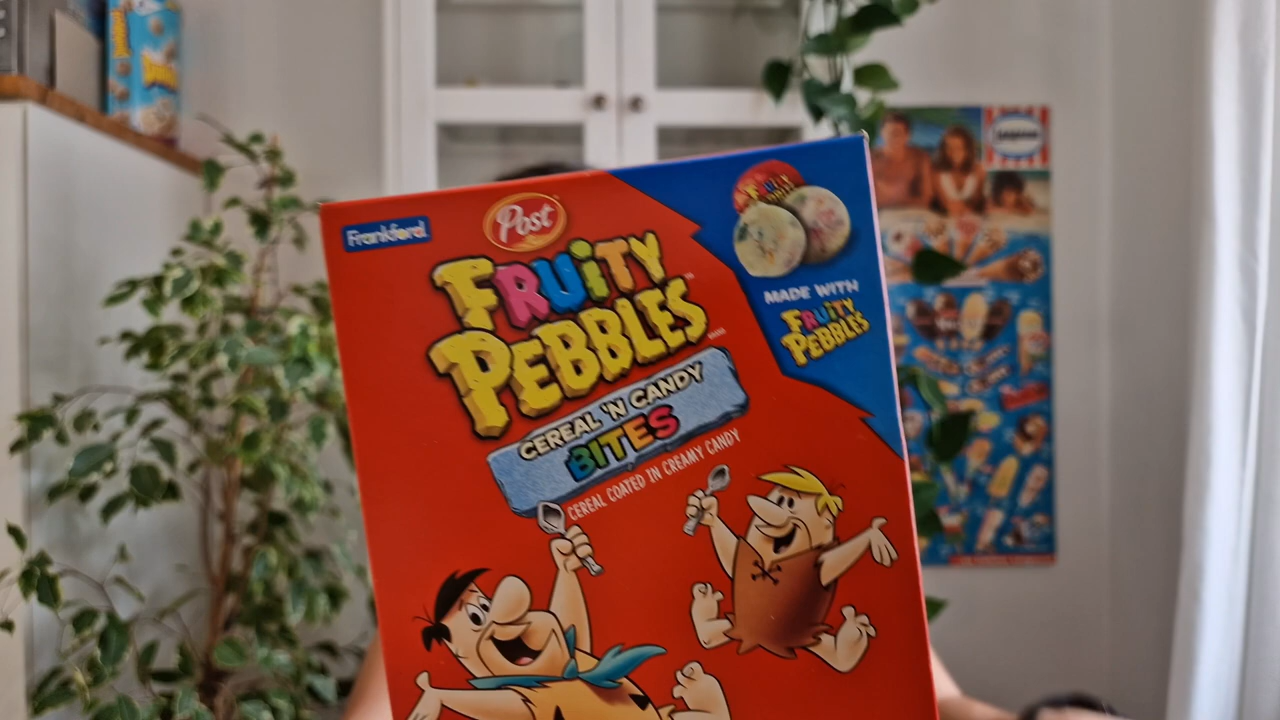 Frankford
Post
FRUITY
PEBBLES
CEREAL 'N CANDY
BITES
CEREAL COATED IN CREAMY CANDY
MADE WITH
FRUITY
PEBBLES